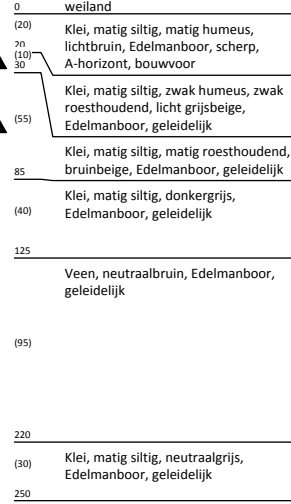 0 weiland
(20) Klei, matig siltig, matig humeus,
lichtbruin, Edelmanboor, scherp,
20
(10) A-horizont, bouwvoor
30
Klei, matig siltig, zwak humeus, zwak
roesthoudend, licht grijsbeige,
(55) Edelmanboor, geleidelijk
Klei, matig siltig, matig roesthoudend,
bruinbeige, Edelmanboor, geleidelijk
85
Klei, matig siltig, donkergrijs,
(40) Edelmanboor, geleidelijk
125
Veen, neutraalbruin, Edelmanboor,
geleidelijk
(95)
220
Klei, matig siltig, neutraalgrijs,
(30) Edelmanboor, geleidelijk
250